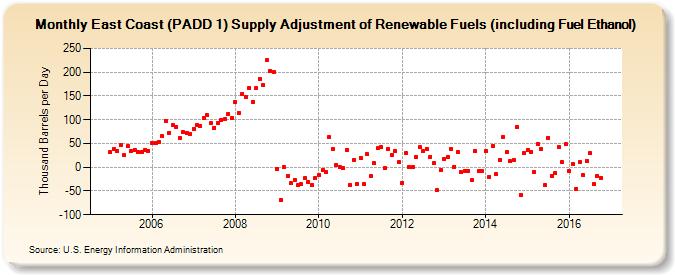 Monthly East Coast (PADD 1) Supply Adjustment of Renewable Fuels (including Fuel Ethanol)
Thousand Barrels per Day
250
200
150
100
50
0
-50
-100
2006 2008 2010 2012 2014 2016
Source: U.S. Energy Information Administration